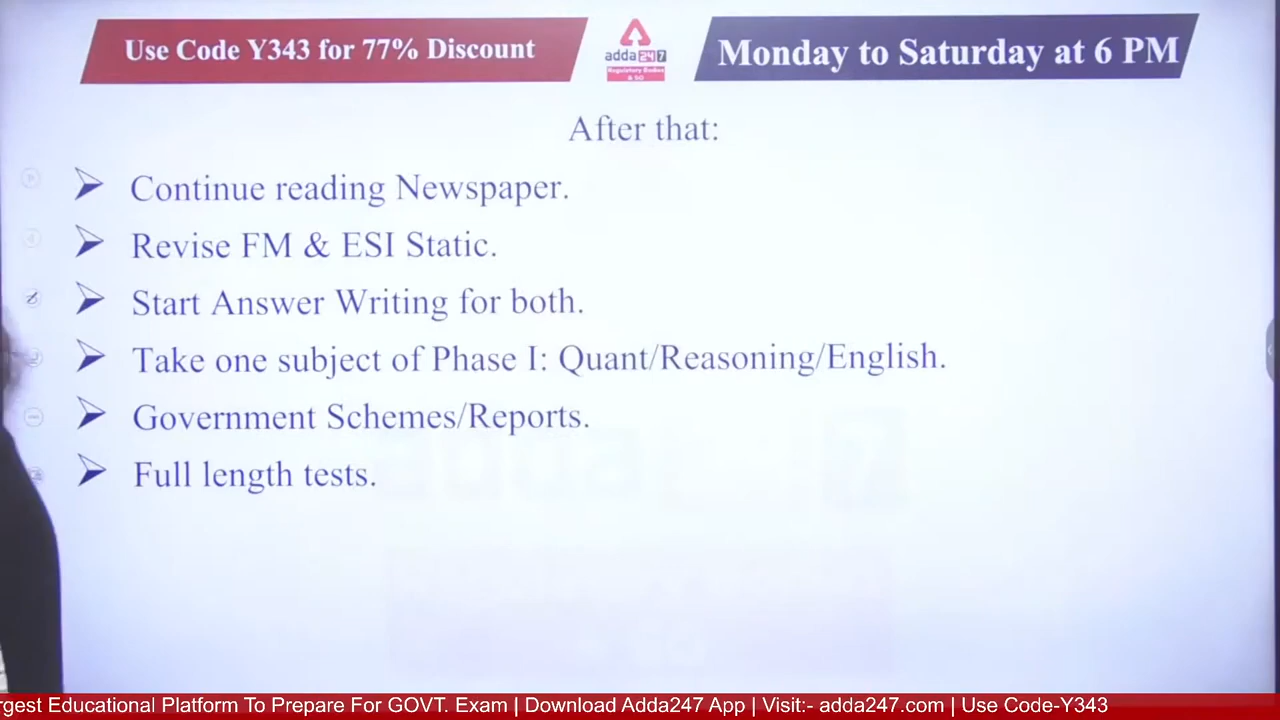 Use Code Y343 for 77% Discount
adda247
Regulatory Bodies
& SO
Monday to Saturday at 6 PM
After that:
Continue reading Newspaper.
Revise FM & ESI Static.
Start Answer Writing for both.
Take one subject of Phase I: Quant/Reasoning/English.
Government Schemes/Reports.
Full length tests.
rgest Educational Platform To Prepare For GOVT. Exam | Download Adda247 App | Visit:- adda247.com | Use Code-Y343